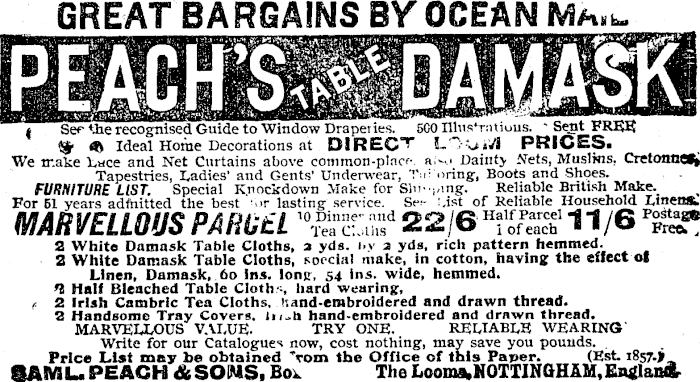 GREAT BARGAINS BY OCEAN MAIL
PEACH'S TABLE DAMASK
See the recognised Guide to Window Draperies. 500 Illustrations. Sent FREE
Ideal Home Decorations at DIRECT LOOM PRICES.
We make Lace and Net Curtains above common-place, also Dainty Nets, Muslins, Cretonnes,
Tapestries, Ladies' and Gents' Underwear, Tailoring, Boots and Shoes.
FURNITURE LIST. Special Knockdown Make for Shipping. Reliable British Make.
For 51 years admitted the best for lasting service. See List of Reliable Household Linens.
MARVELLOUS PARCEL 10 Dinner and Tea Cloths 22/6 Half Parcel 1 of each 11/6 Postage Free.
2 White Damask Table Cloths, 2 yds. by 2 yds, rich pattern hemmed.
2 White Damask Table Cloths, special make, in cotton, having the effect of
Linen, Damask, 60 ins. long, 54 ins. wide, hemmed.
2 Half Bleached Table Cloths, hard wearing,
2 Irish Cambric Tea Cloths, hand-embroidered and drawn thread.
2 Handsome Tray Covers, Irish hand-embroidered and drawn thread.
MARVELLOUS VALUE. TRY ONE. RELIABLE WEARING
Write for our Catalogues now, cost nothing, may save you pounds.
Price List may be obtained from the Office of this Paper. (Est. 1857.)
SAML. PEACH & SONS, Box The Looms, NOTTINGHAM, England.